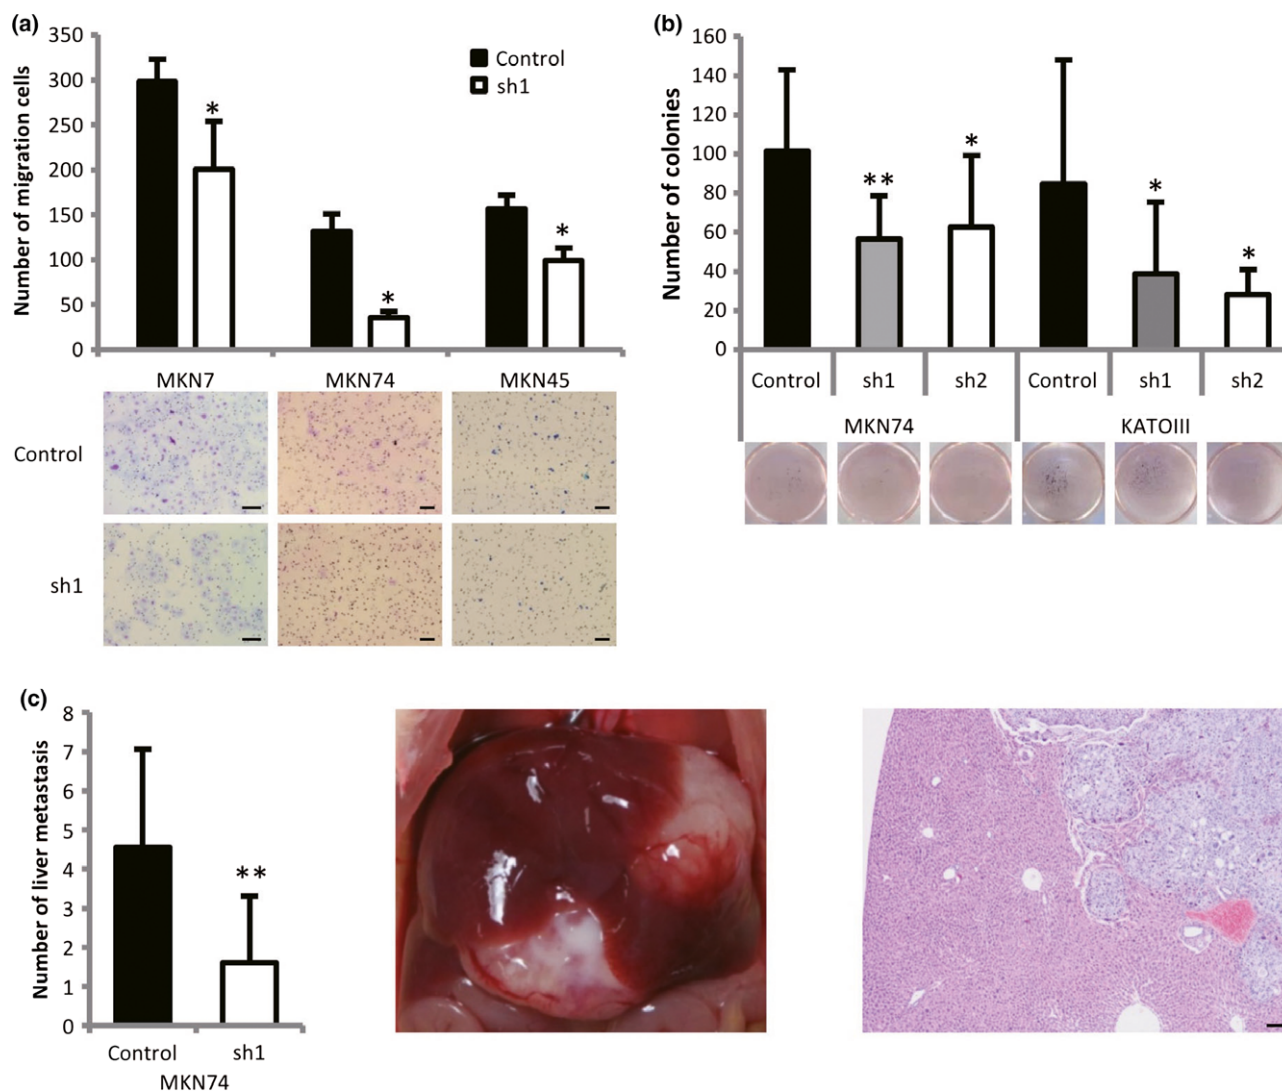 (a)
350
300
250
200
150
100
50
0
Number of migration cells
Control
sh1
*
*
*
MKN7
MKN74
MKN45
Control
sh1
(b)
160
140
120
100
80
60
40
20
0
Number of colonies
**
*
*
*
Control sh1 sh2 Control sh1 sh2
MKN74 KATOIII
(c)
8
7
6
5
4
3
2
1
0
Number of liver metastasis
**
Control sh1
MKN74